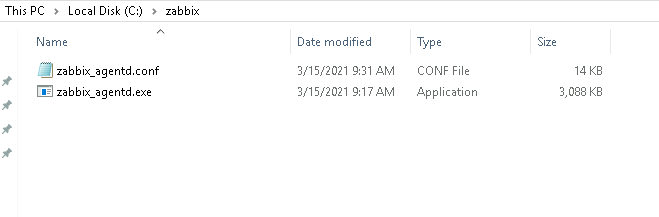 This PC > Local Disk (C:) > zabbix
Name Date modified Type Size
zabbix_agentd.conf 3/15/2021 9:31 AM CONF File 14 KB
zabbix_agentd.exe 3/15/2021 9:17 AM Application 3,088 KB